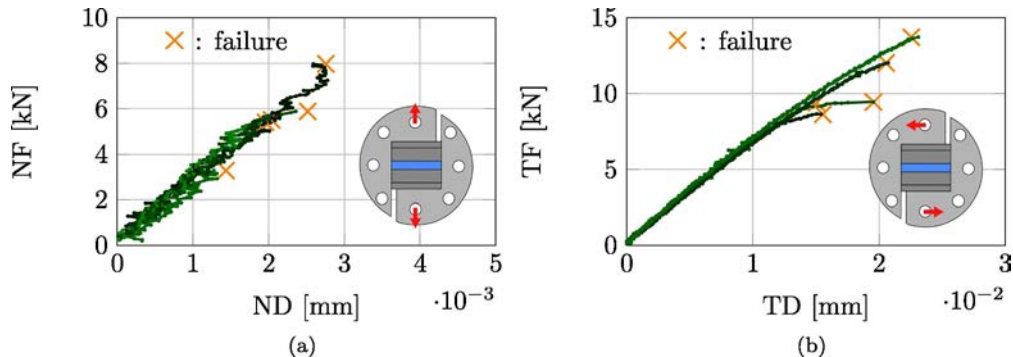 10
8
6
4
2
0
NF [kN]
: failure
0 1 2 3 4 5
ND [mm] ·10⁻³
(a)
15
10
5
0
TF [kN]
: failure
0 1 2 3
TD [mm] ·10⁻²
(b)